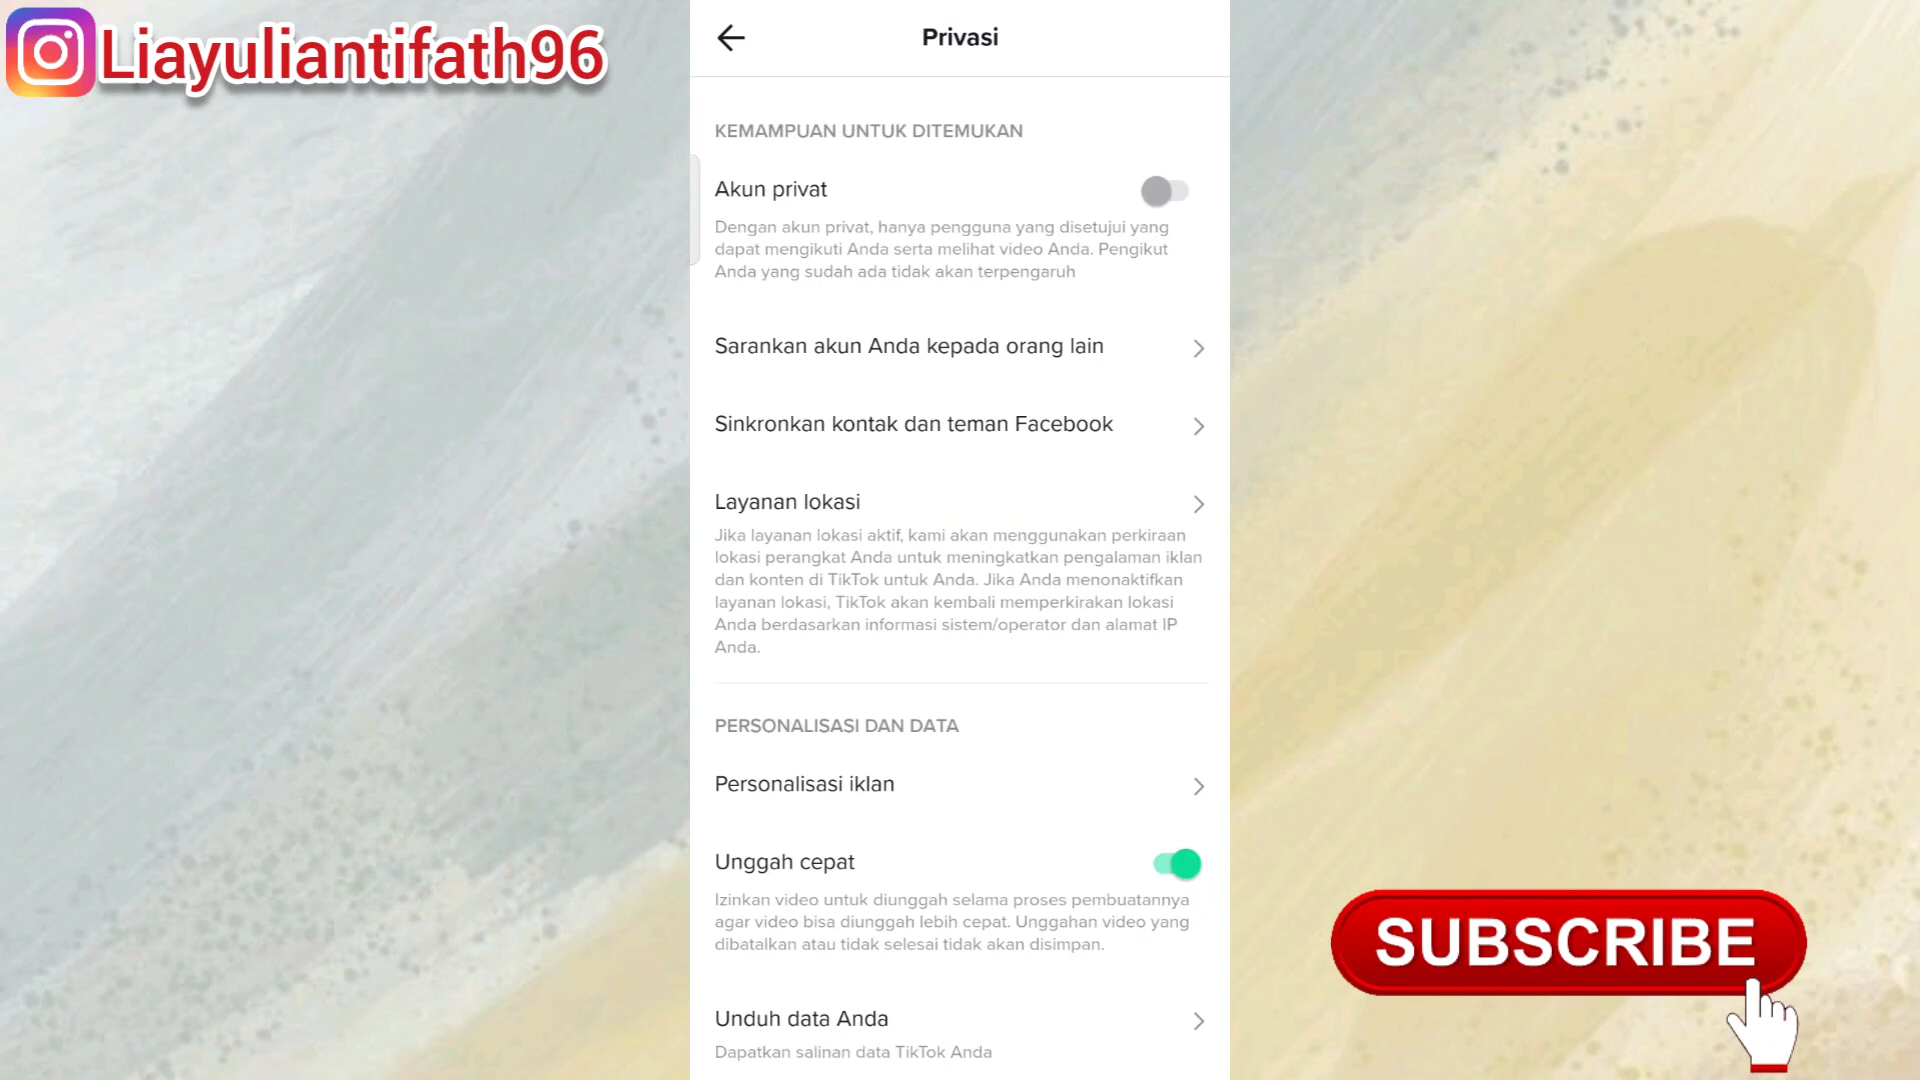 Liayuliantifath96
Privasi
KEMAMPUAN UNTUK DITEMUKAN
Akun privat
Dengan akun privat, hanya pengguna yang disetujui yang
dapat mengikuti Anda serta melihat video Anda. Pengikut
Anda yang sudah ada tidak akan terpengaruh
Sarankan akun Anda kepada orang lain
Sinkronkan kontak dan teman Facebook
Layanan lokasi
Jika layanan lokasi aktif, kami akan menggunakan perkiraan
lokasi perangkat Anda untuk meningkatkan pengalaman iklan
dan konten di TikTok untuk Anda. Jika Anda menonaktifkan
layanan lokasi, TikTok akan kembali memperkirakan lokasi
Anda berdasarkan informasi sistem/operator dan alamat IP
Anda.
PERSONALISASI DAN DATA
Personalisasi iklan
Unggah cepat
Izinkan video untuk diunggah selama proses pembuatannya
agar video bisa diunggah lebih cepat. Unggahan video yang
dibatalkan atau tidak selesai tidak akan disimpan.
Unduh data Anda
Dapatkan salinan data TikTok Anda
SUBSCRIBE